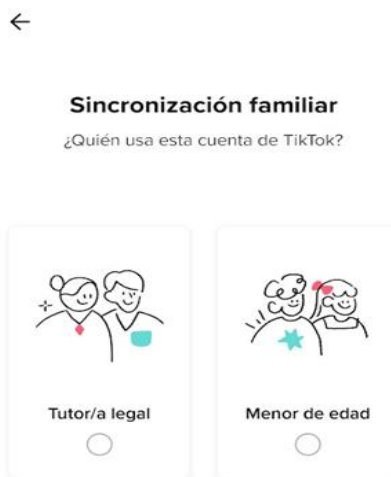 Sincronización familiar
¿Quién usa esta cuenta de TikTok?
Tutor/a legal
Menor de edad